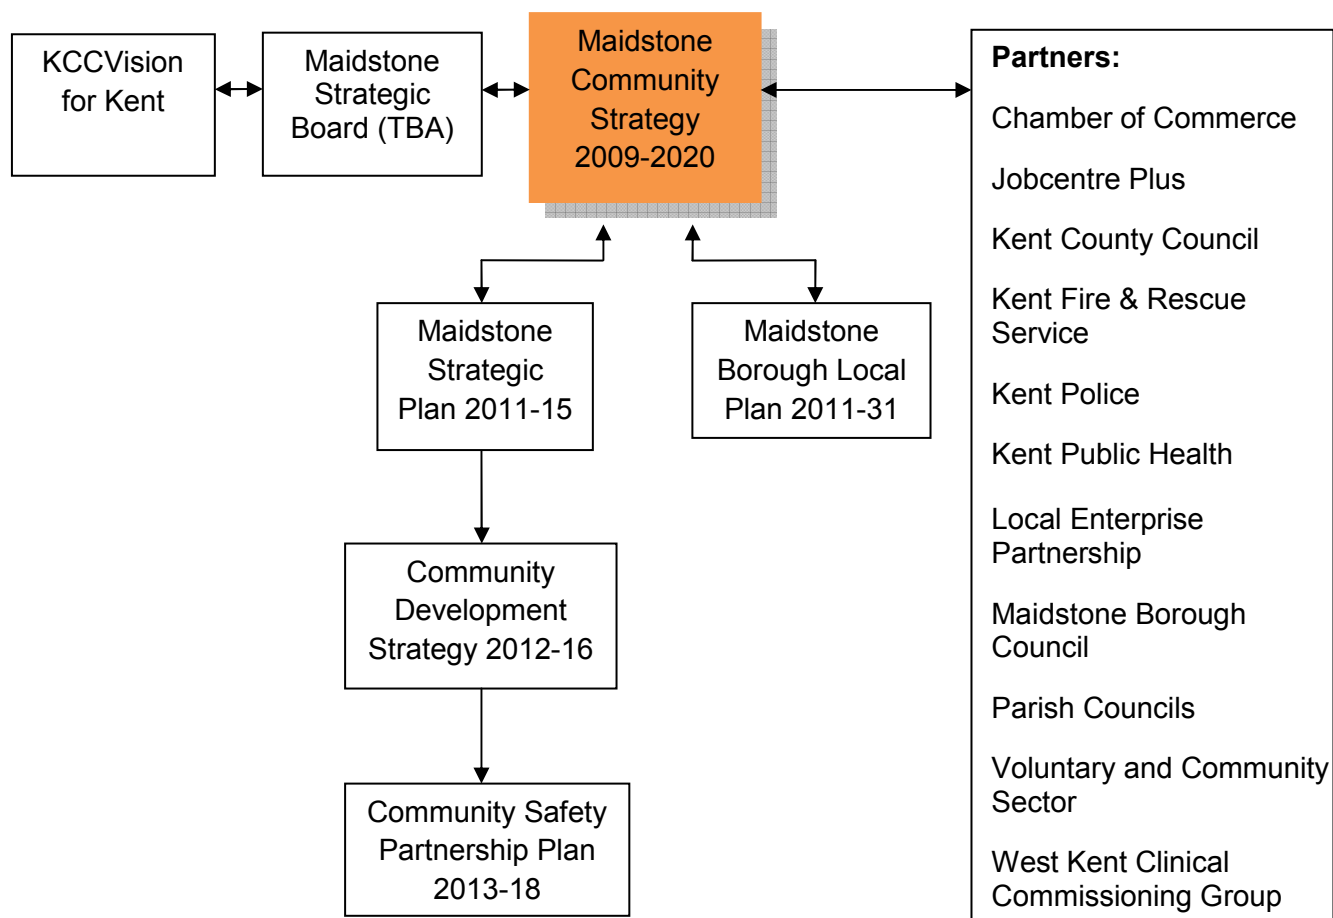 KCCVision
for Kent
Maidstone
Strategic
Board (TBA)
Maidstone
Community
Strategy
2009-2020
Maidstone
Strategic
Plan 2011-15
Maidstone
Borough Local
Plan 2011-31
Community
Development
Strategy 2012-16
Community Safety
Partnership Plan
2013-18
Partners:
Chamber of Commerce
Jobcentre Plus
Kent County Council
Kent Fire & Rescue
Service
Kent Police
Kent Public Health
Local Enterprise
Partnership
Maidstone Borough
Council
Parish Councils
Voluntary and Community
Sector
West Kent Clinical
Commissioning Group